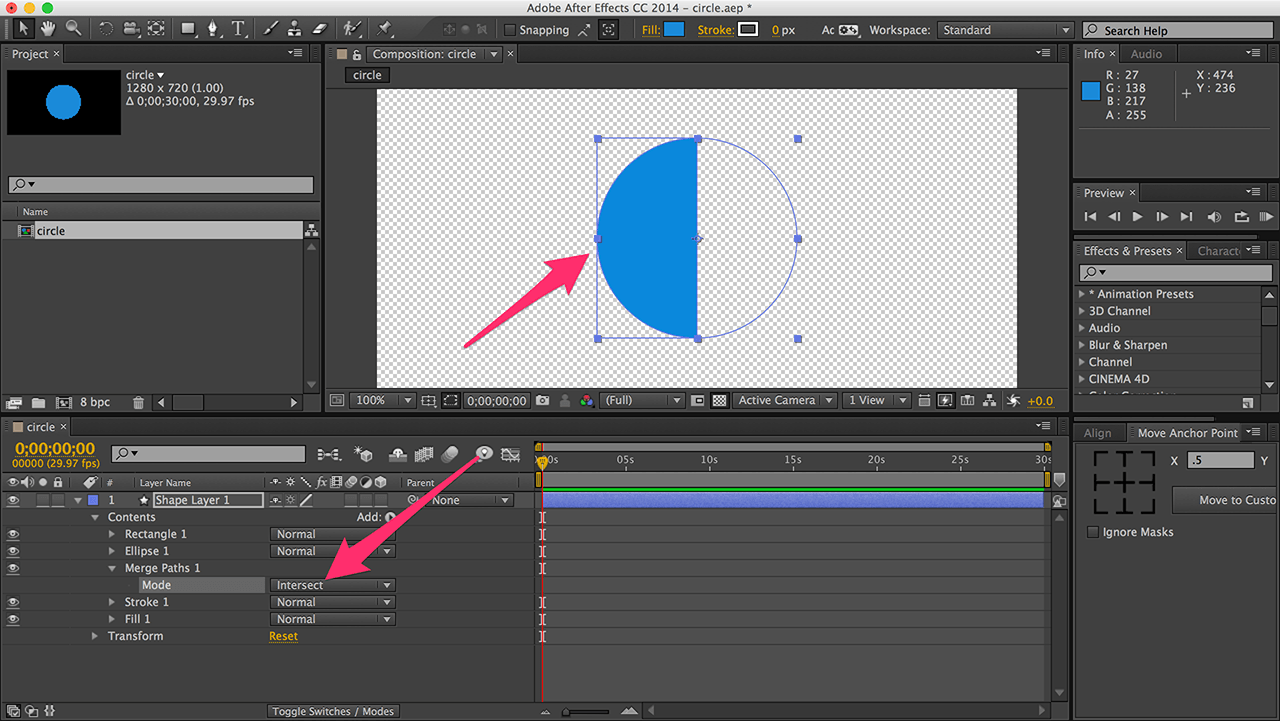 Adobe After Effects CC 2014 – circle.aep *
Snapping
Fill:
Stroke:
0 px
Ac
Workspace: Standard
Search Help
Project ×
circle
1280 x 720 (1.00)
Δ 0;00;30;00, 29.97 fps
Name
circle
8 bpc
Composition: circle
circle
100%
0;00;00;00
(Full)
Active Camera
1 View
+0.0
Info ×
Audio
R : 27
G : 138
B : 217
A : 255
X : 474
Y : 236
Preview ×
Effects & Presets ×
Charact
* Animation Presets
3D Channel
Audio
Blur & Sharpen
Channel
CINEMA 4D
Align
Move Anchor Point
X .5 Y
Move to Custo
Ignore Masks
circle ×
0;00;00;00
00000 (29.97 fps)
# Layer Name
fx
Parent
05s 10s 15s 20s 25s 30s
1 Shape Layer 1
None
Contents Add:
Rectangle 1 Normal
Ellipse 1 Normal
Merge Paths 1
Mode Intersect
Stroke 1 Normal
Fill 1 Normal
Transform Reset
Toggle Switches / Modes